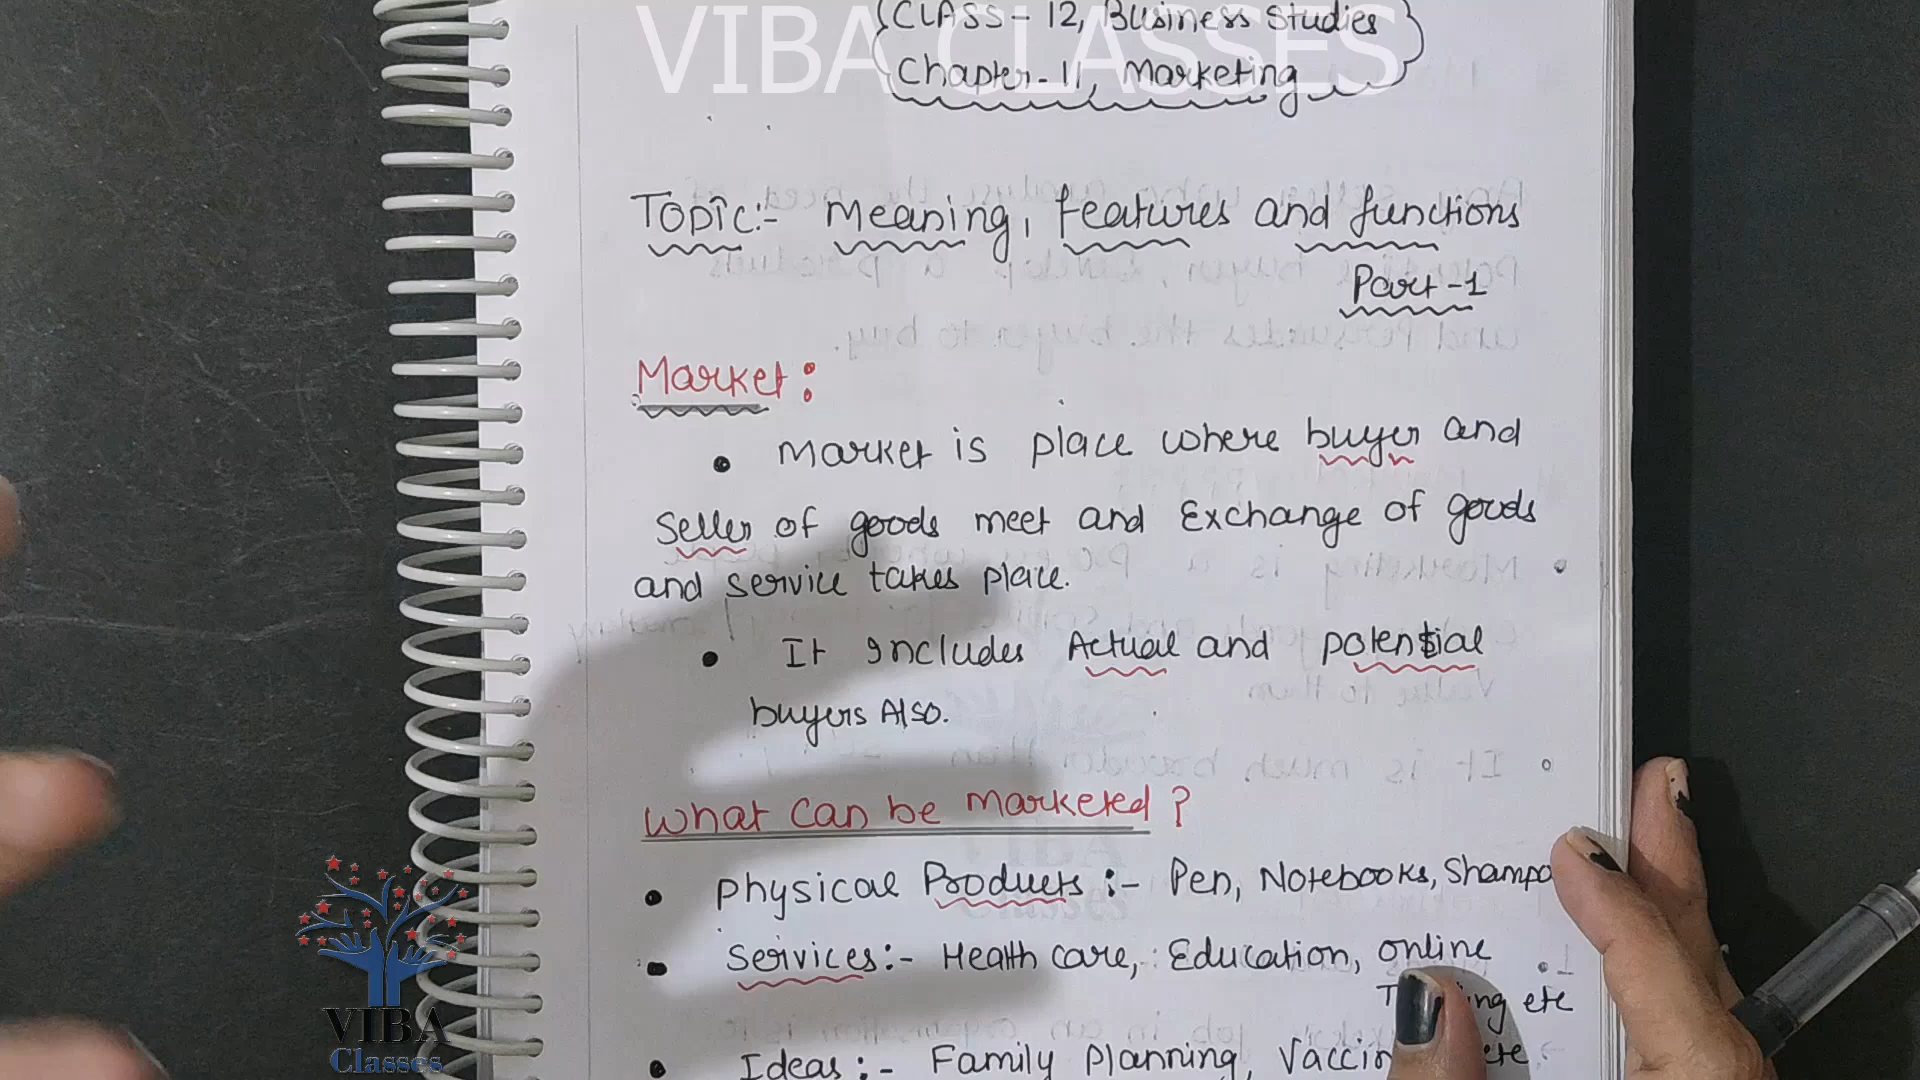 VIBA CLASSES
CLASS - 12, Business Studies
Chapter - 11, Marketing
Topic:- Meaning, features and functions
Part -1
Market:
• Market is place where buyer and
seller of goods meet and Exchange of goods
and service takes place.
• It Includes Actual and potential
buyers Also.
What can be marketed ?
• Physical Products :- Pen, Notebooks, Shampo
• Services:- Health care, Education, online
etc
• Ideas :- Family Planning, etc.
VIBA
Classes